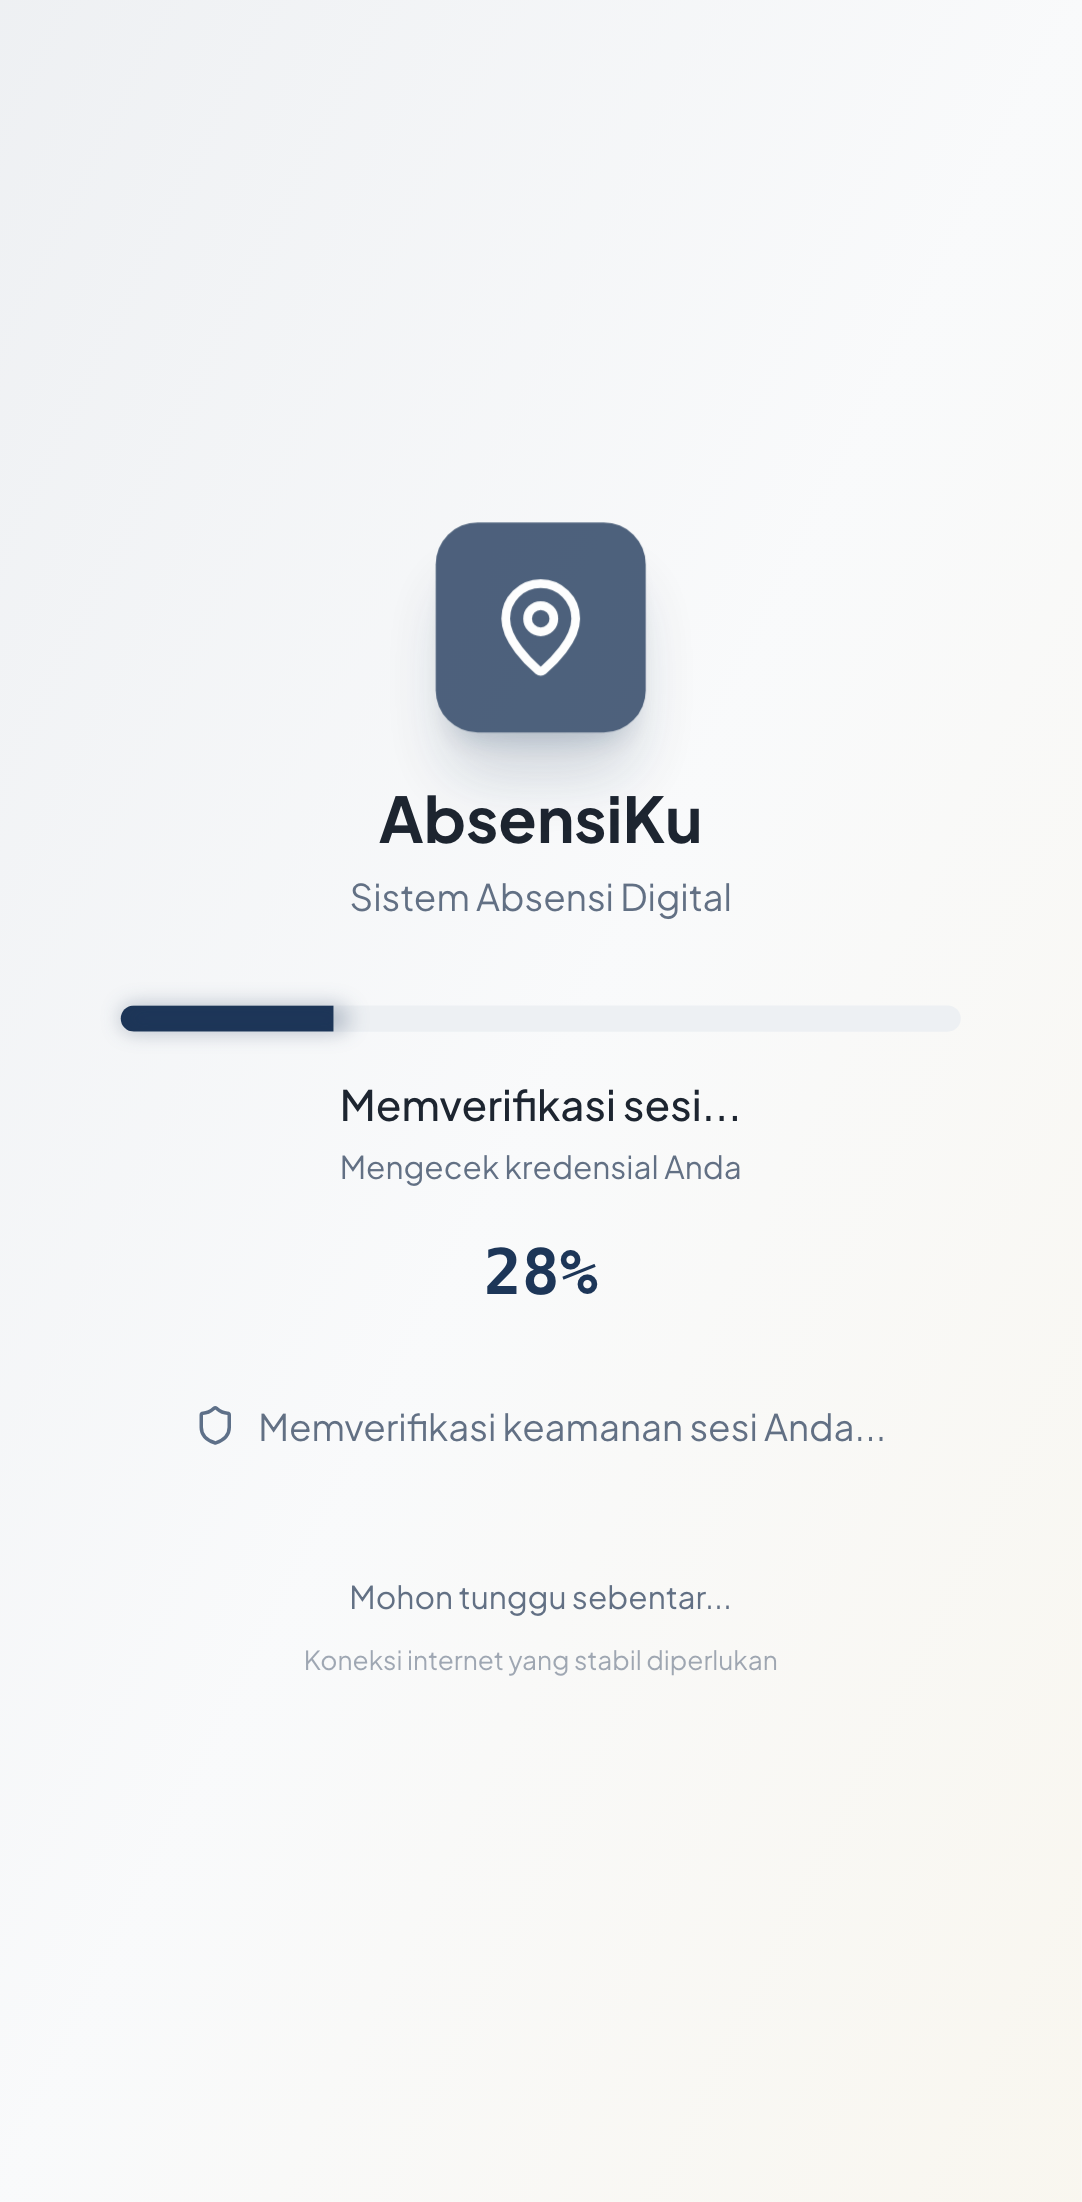 AbsensiKu
Sistem Absensi Digital
Memverifikasi sesi...
Mengecek kredensial Anda
28%
Memverifikasi keamanan sesi Anda...
Mohon tunggu sebentar...
Koneksi internet yang stabil diperlukan